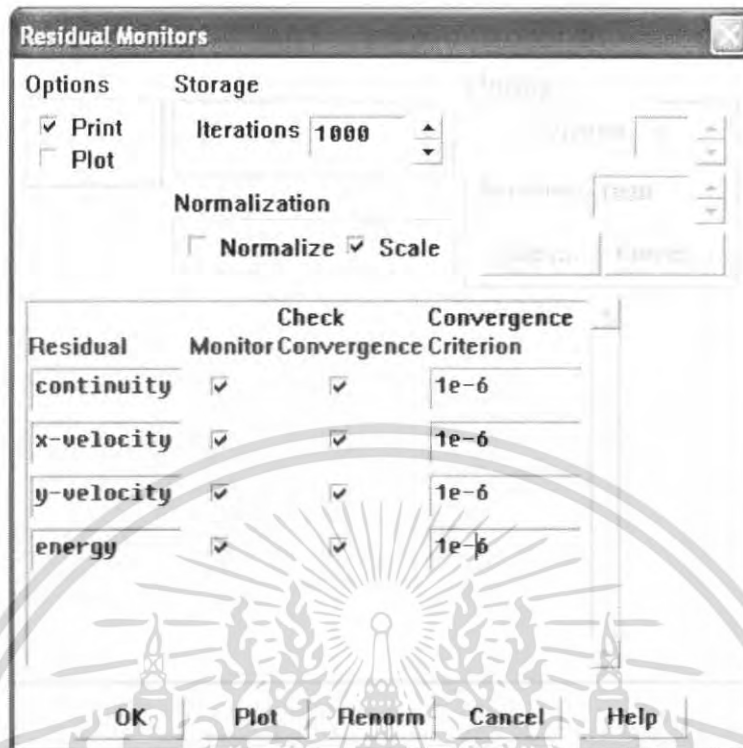 Residual Monitors
Options Storage
Print Iterations 1000
Plot
Normalization
Normalize Scale
Check Convergence
Residual Monitor Convergence Criterion
continuity 1e-6
x-velocity 1e-6
y-velocity 1e-6
energy 1e-6
OK Plot Renorm Cancel Help